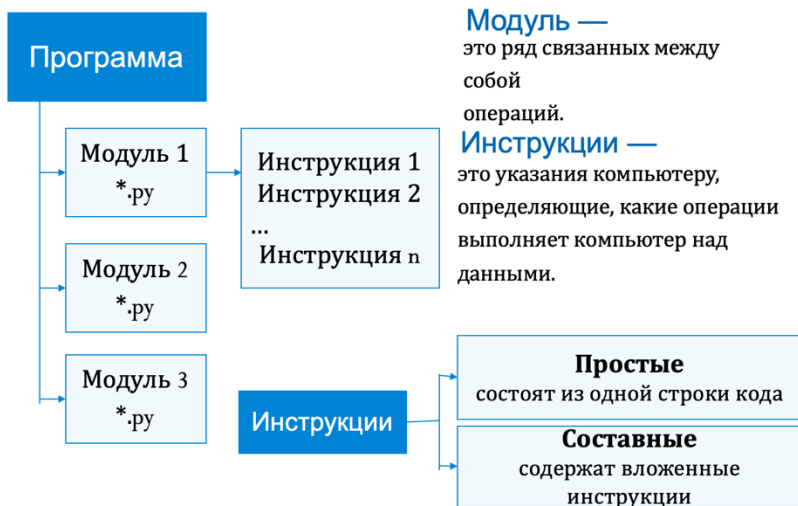 Программа
Модуль 1
*.py
Модуль 2
*.py
Модуль 3
*.py
Инструкция 1
Инструкция 2
...
Инструкция n
Модуль —
это ряд связанных между
собой
операций.
Инструкции —
это указания компьютеру,
определяющие, какие операции
выполняет компьютер над
данными.
Инструкции
Простые
состоят из одной строки кода
Составные
содержат вложенные
инструкции